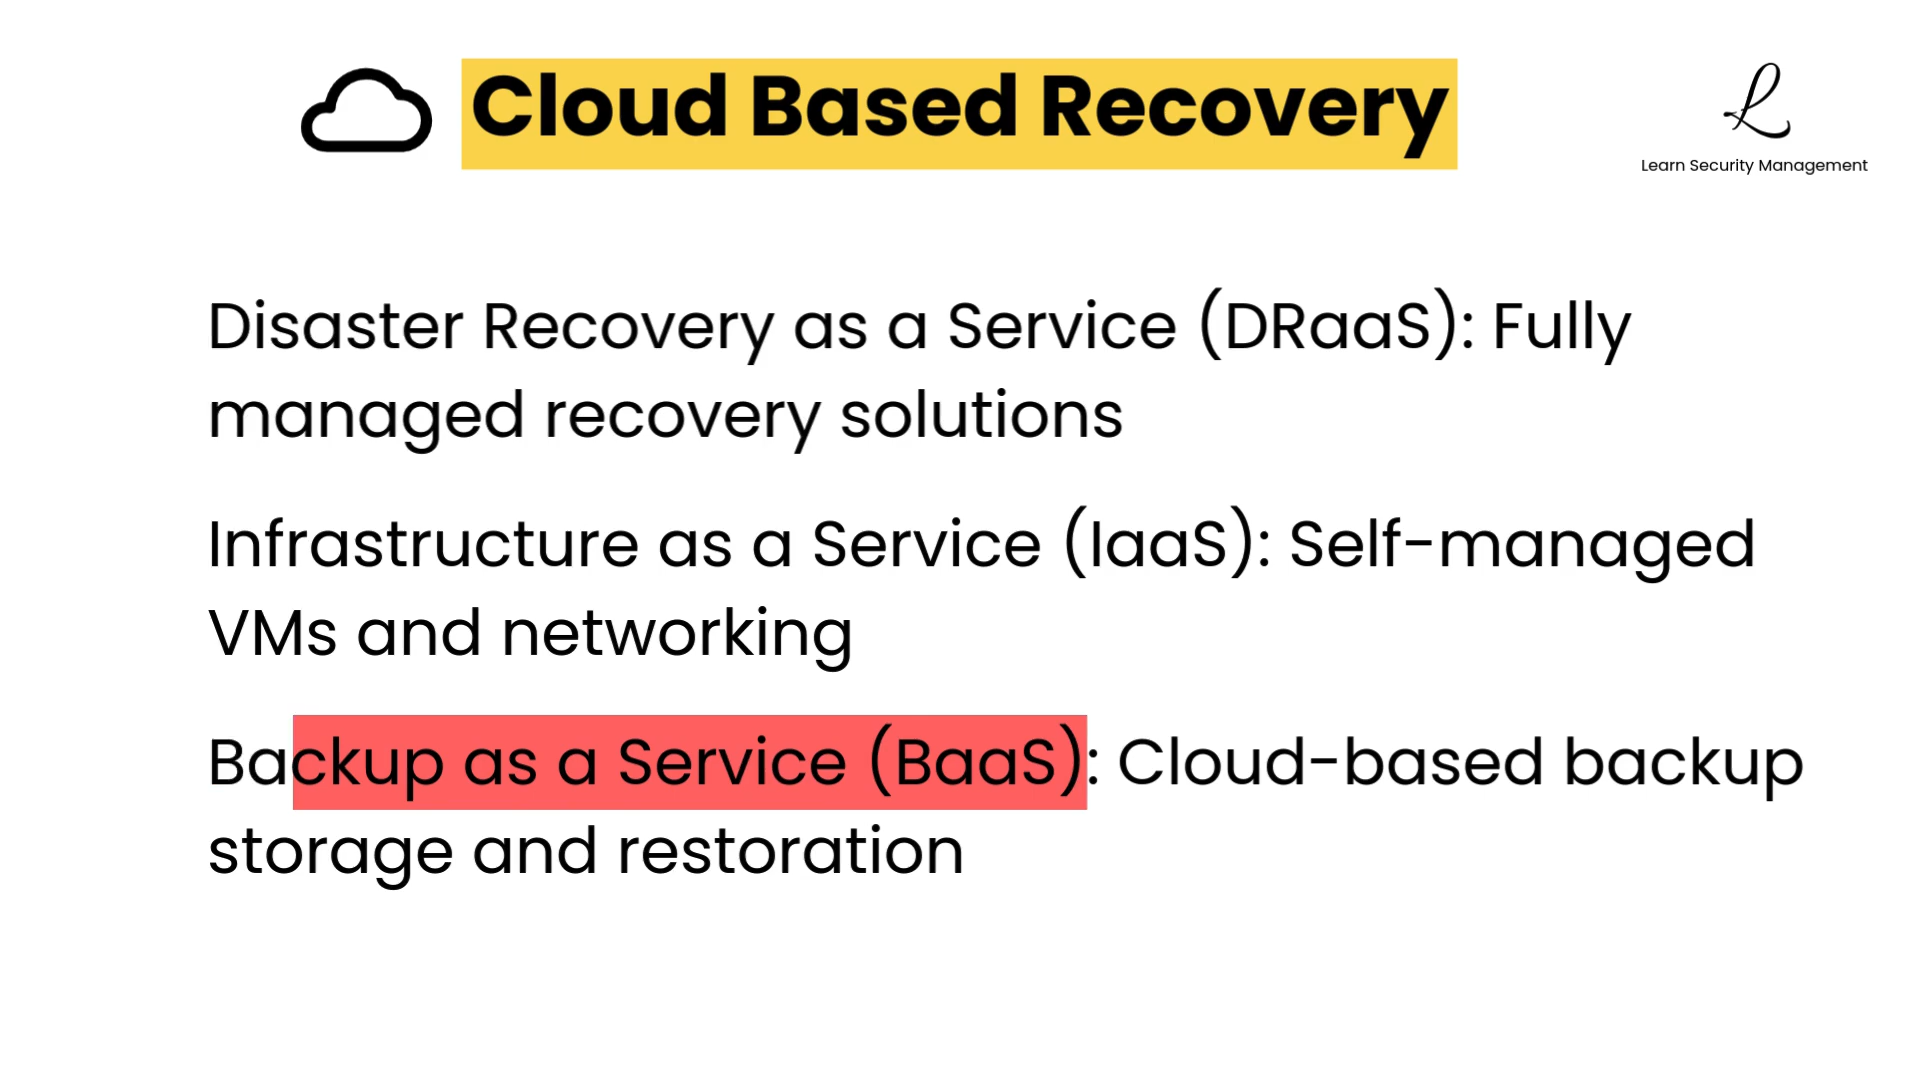 Cloud Based Recovery
L
Learn Security Management
Disaster Recovery as a Service (DRaaS): Fully
managed recovery solutions
Infrastructure as a Service (IaaS): Self-managed
VMs and networking
Backup as a Service (BaaS): Cloud-based backup
storage and restoration